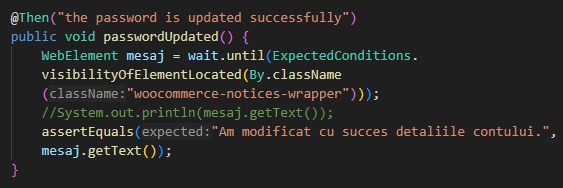 @Then("the password is updated successfully")
public void passwordUpdated() {
WebElement mesaj = wait.until(ExpectedConditions.
visibilityOfElementLocated(By.className
(className:"woocommerce-notices-wrapper")));
//System.out.println(mesaj.getText());
assertEquals(expected:"Am modificat cu succes detaliile contului.",
mesaj.getText());
}